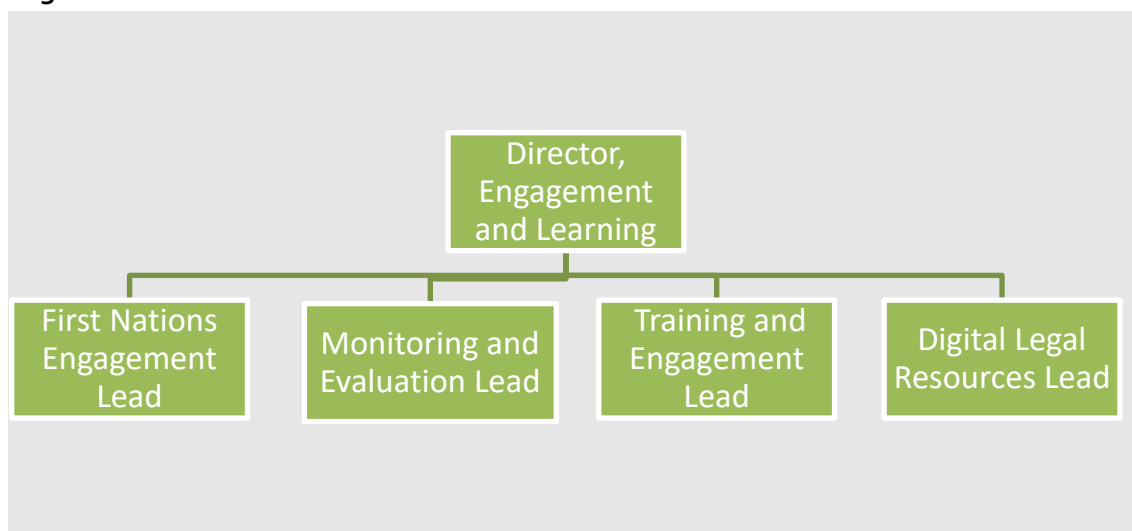 Director,
Engagement
and Learning
First Nations
Engagement
Lead
Monitoring and
Evaluation Lead
Training and
Engagement
Lead
Digital Legal
Resources Lead